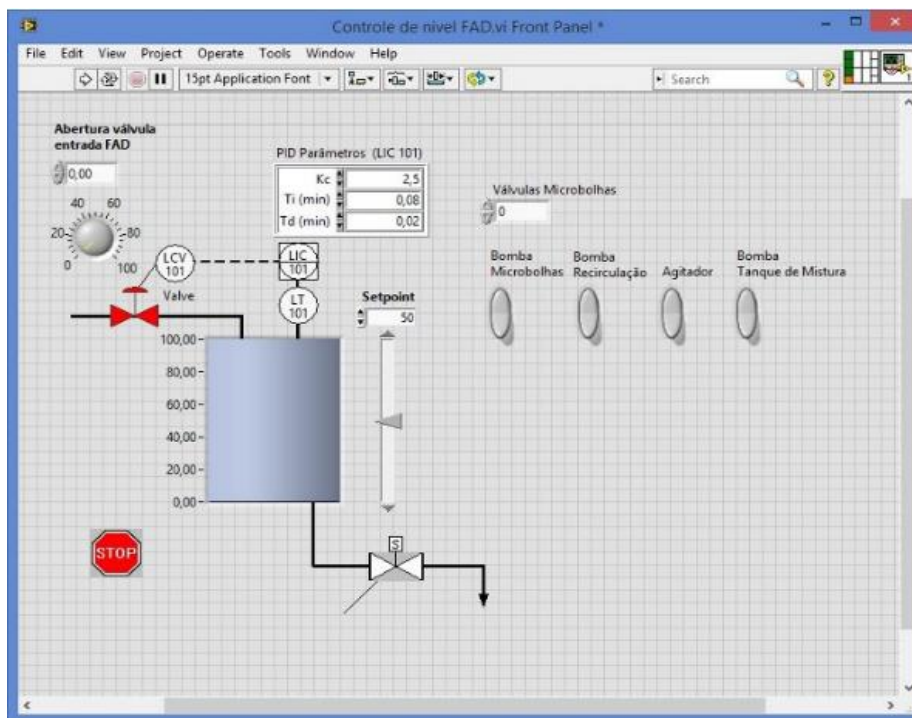 Controle de nivel FAD.vi Front Panel *
File Edit View Project Operate Tools Window Help
15pt Application Font
Search
Abertura válvula
entrada FAD
0,00
0
20
40
60
80
100
PID Parâmetros (LIC 101)
Kc 2,5
Ti (min) 0,08
Td (min) 0,02
LCV
101
LIC
101
LT
101
Valve
Setpoint
50
100,00
80,00
60,00
40,00
20,00
0,00
STOP
S
Válvulas Microbolhas
0
Bomba
Microbolhas
Bomba
Recirculação
Agitador
Bomba
Tanque de Mistura